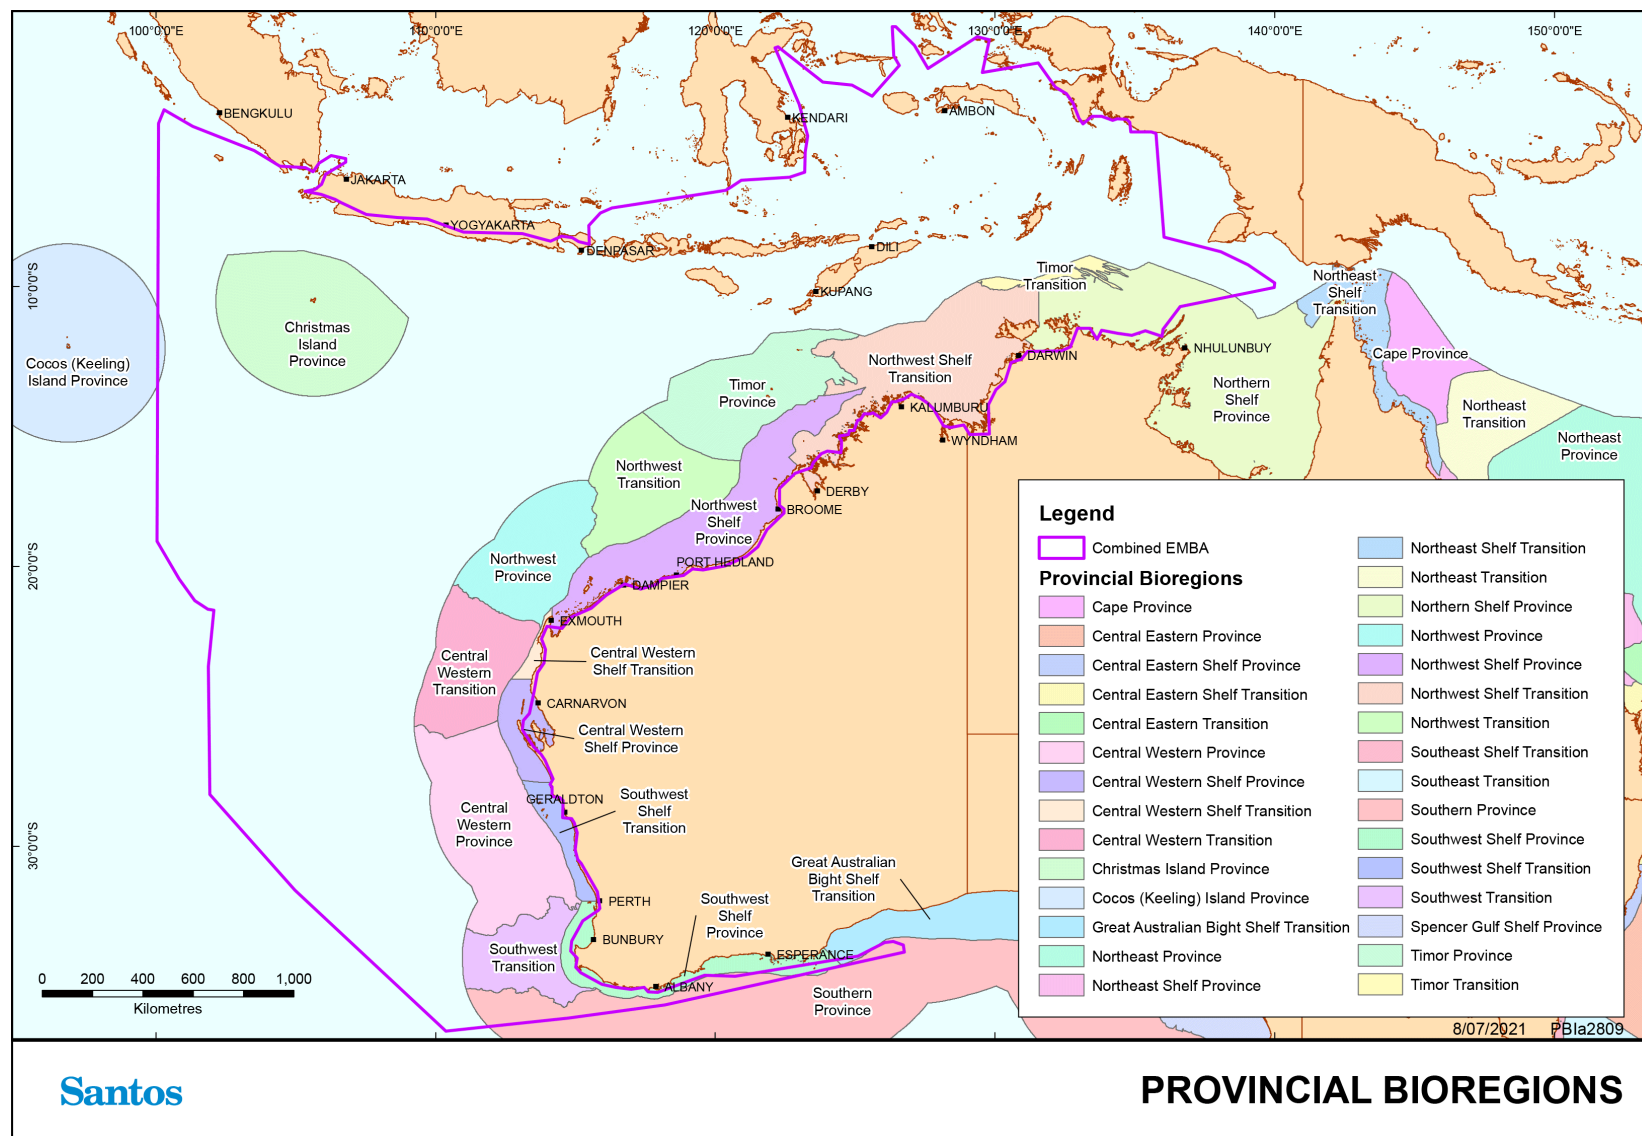 100°0'0"E
110°0'0"E
120°0'0"E
130°0'0"E
140°0'0"E
150°0'0"E
10°0'0"S
20°0'0"S
30°0'0"S
BENGKULU
JAKARTA
YOGYAKARTA
DENPASAR
KENDARI
AMBON
DILI
KUPANG
Cocos (Keeling)
Island Province
Christmas
Island
Province
Timor
Transition
Northeast
Shelf
Transition
Cape Province
Northeast
Transition
Northeast
Province
NHULUNBUY
Northern
Shelf
Province
DARWIN
Northwest Shelf
Transition
KALUMBURU
WYNDHAM
Timor
Province
Northwest
Transition
DERBY
BROOME
Northwest
Shelf
Province
PORT HEDLAND
DAMPIER
Northwest
Province
EXMOUTH
Central
Western
Transition
Central Western
Shelf Transition
CARNARVON
Central Western
Shelf Province
GERALDTON
Southwest
Shelf
Transition
Central
Western
Province
Great Australian
Bight Shelf
Transition
PERTH
Southwest
Shelf
Province
BUNBURY
Southwest
Transition
ESPERANCE
ALBANY
Southern
Province
0 200 400 600 800 1,000
Kilometres
Legend
Combined EMBA
Provincial Bioregions
Cape Province
Central Eastern Province
Central Eastern Shelf Province
Central Eastern Shelf Transition
Central Eastern Transition
Central Western Province
Central Western Shelf Province
Central Western Shelf Transition
Central Western Transition
Christmas Island Province
Cocos (Keeling) Island Province
Great Australian Bight Shelf Transition
Northeast Province
Northeast Shelf Province
Northeast Shelf Transition
Northeast Transition
Northern Shelf Province
Northwest Province
Northwest Shelf Province
Northwest Shelf Transition
Northwest Transition
Southeast Shelf Transition
Southeast Transition
Southern Province
Southwest Shelf Province
Southwest Shelf Transition
Southwest Transition
Spencer Gulf Shelf Province
Timor Province
Timor Transition
8/07/2021 PBIa2809
Santos
PROVINCIAL BIOREGIONS